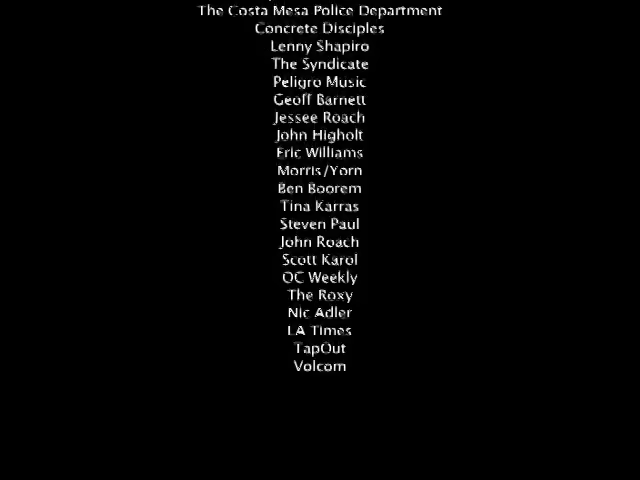 The Costa Mesa Police Department
Concrete Disciples
Lenny Shapiro
The Syndicate
Peligro Music
Geoff Barnett
Jessee Roach
John Higholt
Eric Williams
Morris/Yorn
Ben Boorem
Tina Karras
Steven Paul
John Roach
Scott Karol
OC Weekly
The Roxy
Nic Adler
LA Times
TapOut
Volcom